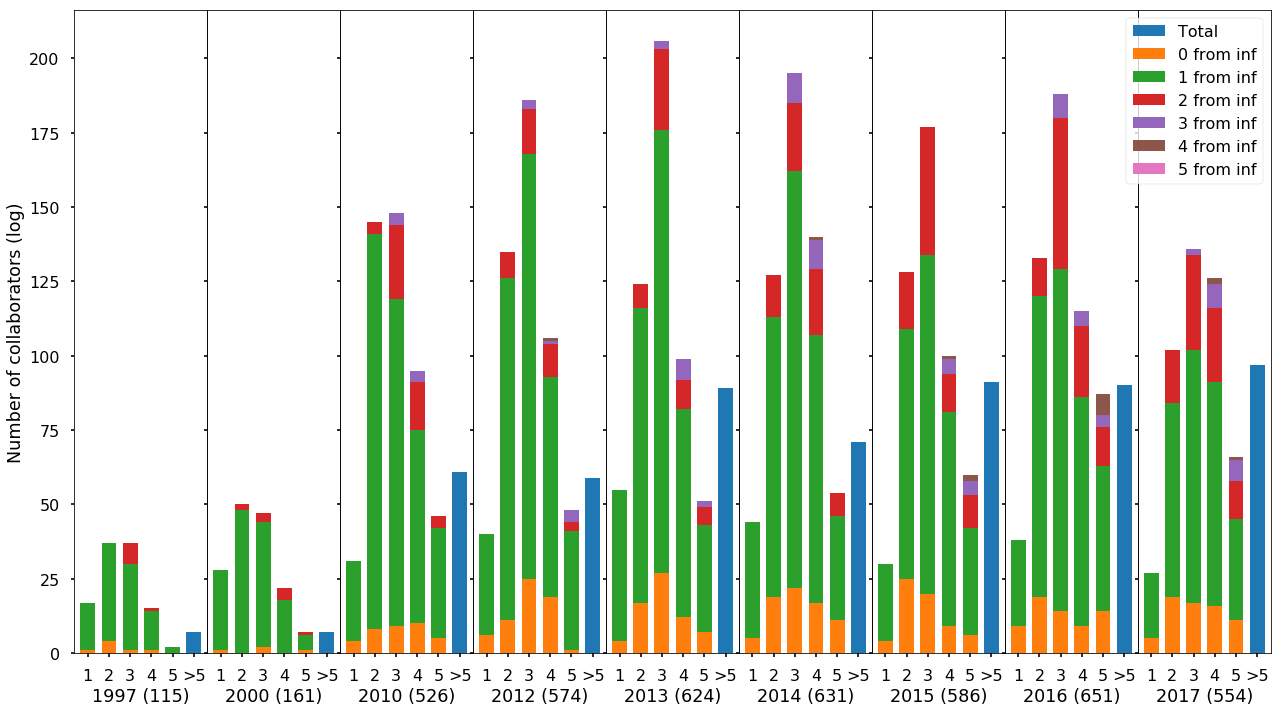 Number of collaborators (log)
200
175
150
125
100
75
50
25
0
Total
0 from inf
1 from inf
2 from inf
3 from inf
4 from inf
5 from inf
1 2 3 4 5 >5 1 2 3 4 5 >5 1 2 3 4 5 >5 1 2 3 4 5 >5 1 2 3 4 5 >5 1 2 3 4 5 >5 1 2 3 4 5 >5 1 2 3 4 5 >5 1 2 3 4 5 >5
1997 (115) 2000 (161) 2010 (526) 2012 (574) 2013 (624) 2014 (631) 2015 (586) 2016 (651) 2017 (554)